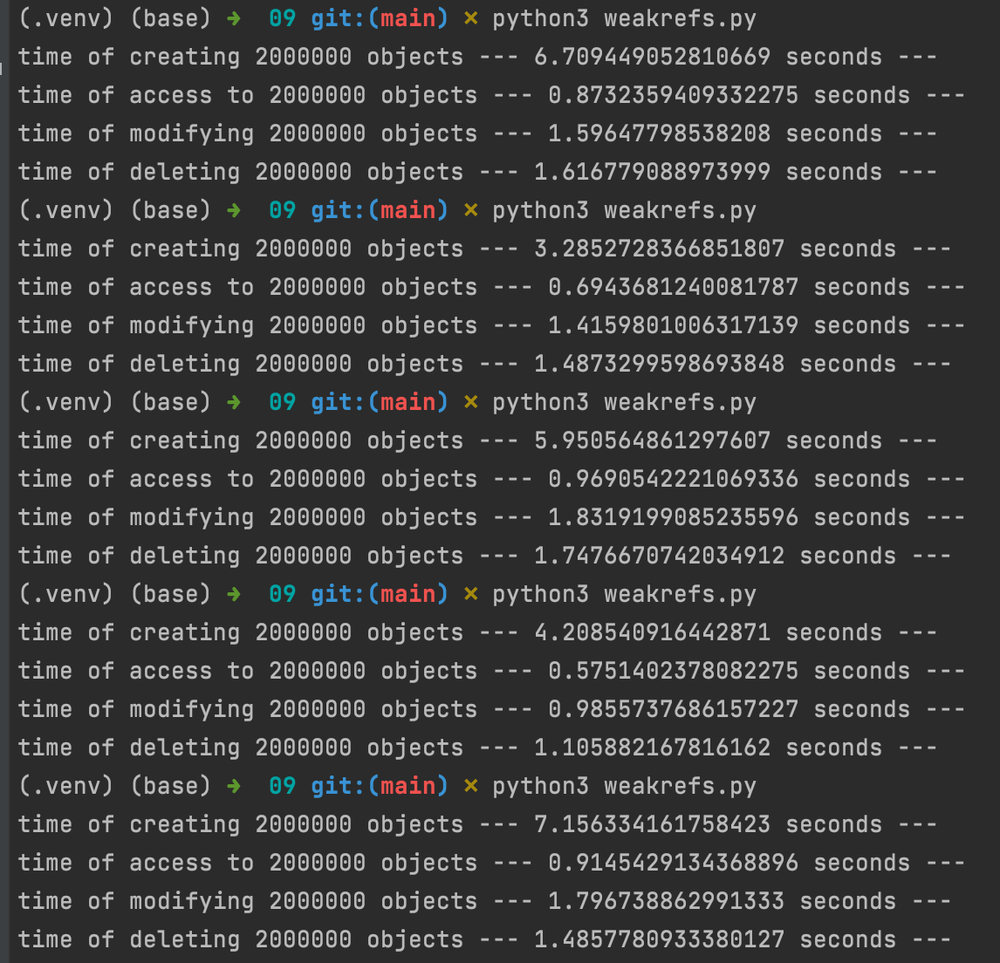 (.venv) (base) ➜  09 git:(main) ✗ python3 weakrefs.py
time of creating 2000000 objects --- 6.709449052810669 seconds ---
time of access to 2000000 objects --- 0.8732359409332275 seconds ---
time of modifying 2000000 objects --- 1.59647798538208 seconds ---
time of deleting 2000000 objects --- 1.616779088973999 seconds ---
(.venv) (base) ➜  09 git:(main) ✗ python3 weakrefs.py
time of creating 2000000 objects --- 3.2852728366851807 seconds ---
time of access to 2000000 objects --- 0.6943681240081787 seconds ---
time of modifying 2000000 objects --- 1.4159801006317139 seconds ---
time of deleting 2000000 objects --- 1.4873299598693848 seconds ---
(.venv) (base) ➜  09 git:(main) ✗ python3 weakrefs.py
time of creating 2000000 objects --- 5.950564861297607 seconds ---
time of access to 2000000 objects --- 0.9690542221069336 seconds ---
time of modifying 2000000 objects --- 1.8319199085235596 seconds ---
time of deleting 2000000 objects --- 1.7476670742034912 seconds ---
(.venv) (base) ➜  09 git:(main) ✗ python3 weakrefs.py
time of creating 2000000 objects --- 4.208540916442871 seconds ---
time of access to 2000000 objects --- 0.5751402378082275 seconds ---
time of modifying 2000000 objects --- 0.9855737686157227 seconds ---
time of deleting 2000000 objects --- 1.105882167816162 seconds ---
(.venv) (base) ➜  09 git:(main) ✗ python3 weakrefs.py
time of creating 2000000 objects --- 7.156334161758423 seconds ---
time of access to 2000000 objects --- 0.9145429134368896 seconds ---
time of modifying 2000000 objects --- 1.796738862991333 seconds ---
time of deleting 2000000 objects --- 1.4857780933380127 seconds ---